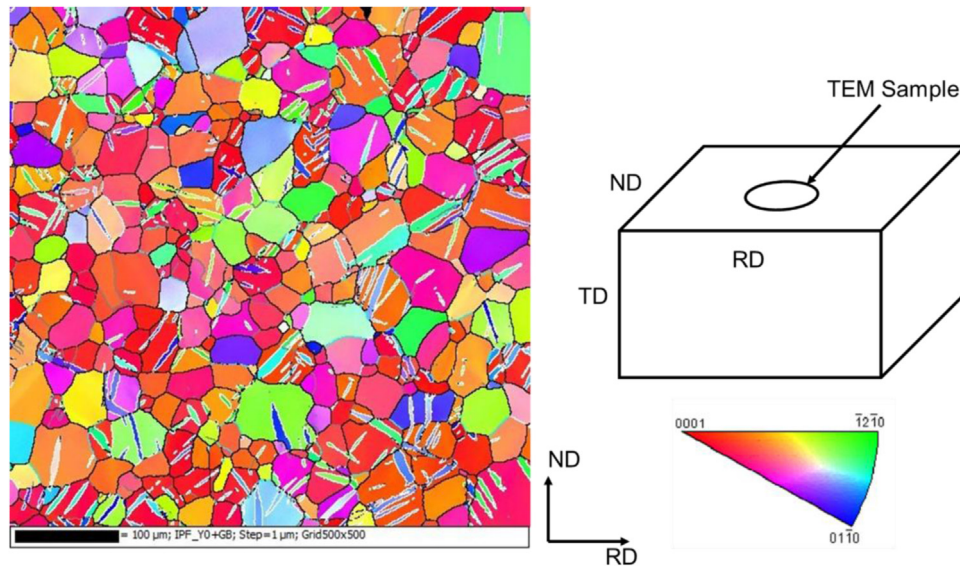 TEM Sample
ND
RD
TD
0001
1̄21̄0
011̄0
ND
RD
= 100 µm; IPF_Y0+GB; Step=1 µm; Grid500x500